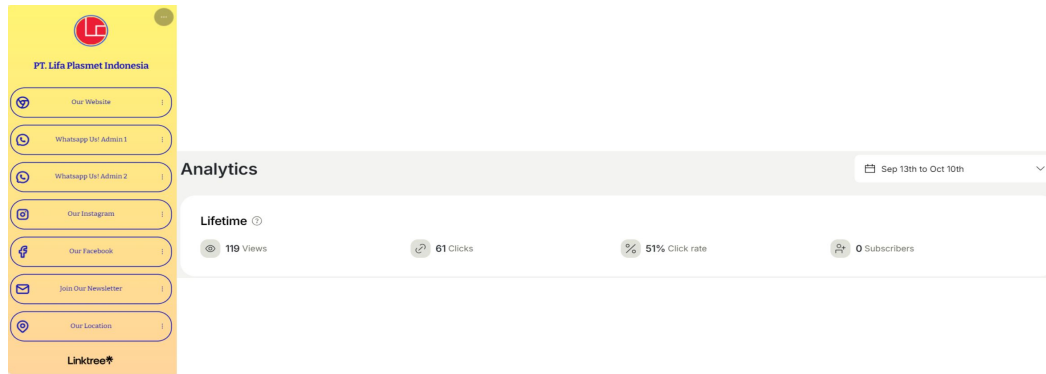 PT. Lifa Plasmet Indonesia
Our Website
Whatsapp Us! Admin 1
Whatsapp Us! Admin 2
Our Instagram
Our Facebook
Join Our Newsletter
Our Location
Linktree
Analytics
Sep 13th to Oct 10th
Lifetime
119 Views
61 Clicks
51% Click rate
0 Subscribers